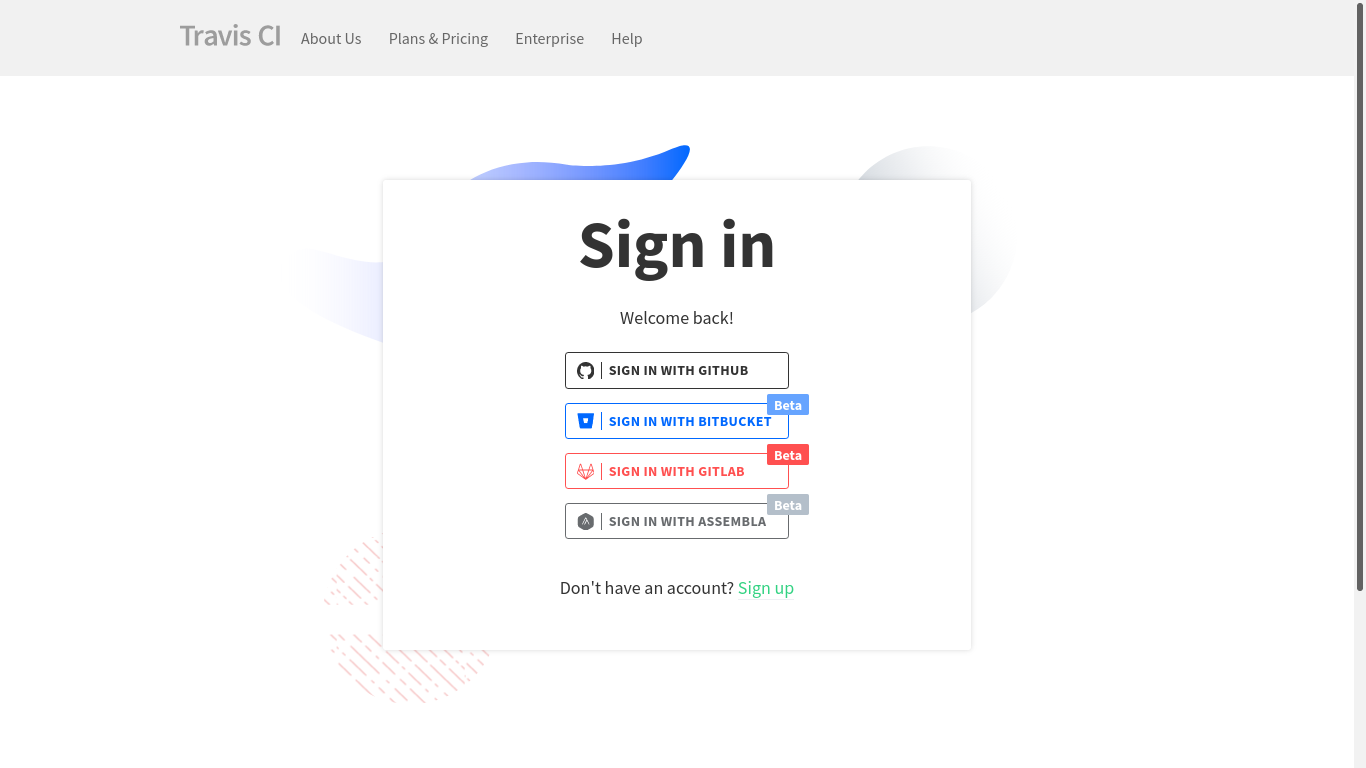 Travis CI About Us Plans & Pricing Enterprise Help
Sign in
Welcome back!
SIGN IN WITH GITHUB
Beta
SIGN IN WITH BITBUCKET
Beta
SIGN IN WITH GITLAB
Beta
SIGN IN WITH ASSEMBLA
Don't have an account? Sign up